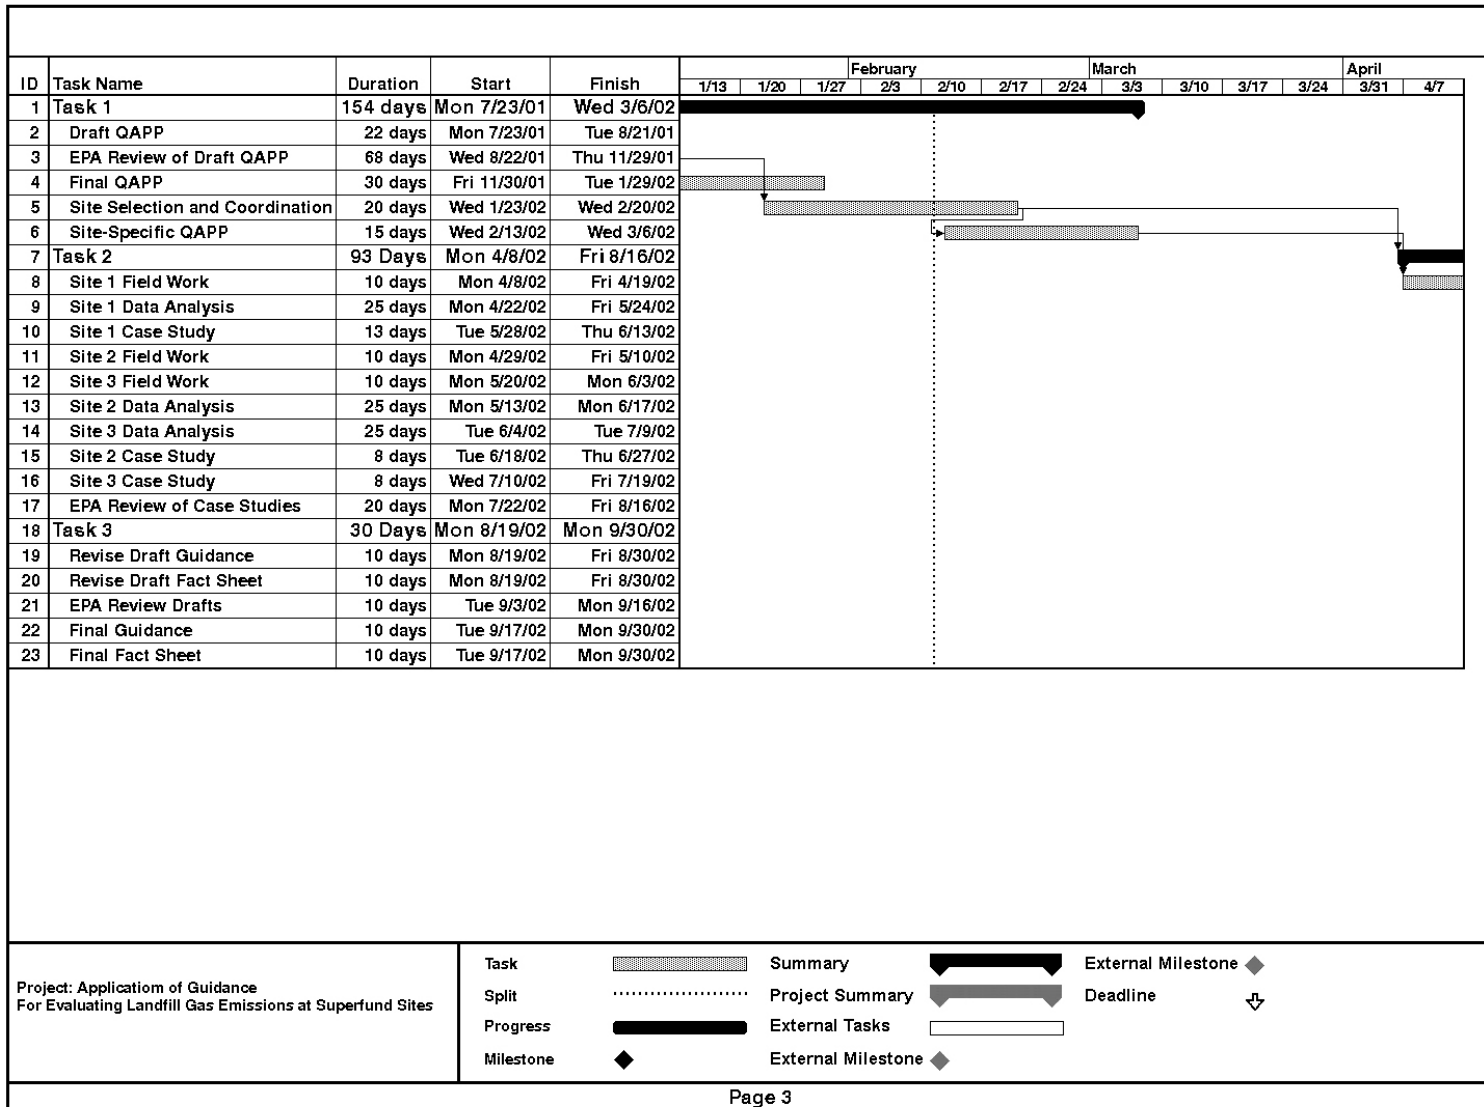 February March April
ID Task Name Duration Start Finish 1/13 1/20 1/27 2/3 2/10 2/17 2/24 3/3 3/10 3/17 3/24 3/31 4/7
1 Task 1 154 days Mon 7/23/01 Wed 3/6/02
2 Draft QAPP 22 days Mon 7/23/01 Tue 8/21/01
3 EPA Review of Draft QAPP 68 days Wed 8/22/01 Thu 11/29/01
4 Final QAPP 30 days Fri 11/30/01 Tue 1/29/02
5 Site Selection and Coordination 20 days Wed 1/23/02 Wed 2/20/02
6 Site-Specific QAPP 15 days Wed 2/13/02 Wed 3/6/02
7 Task 2 93 Days Mon 4/8/02 Fri 8/16/02
8 Site 1 Field Work 10 days Mon 4/8/02 Fri 4/19/02
9 Site 1 Data Analysis 25 days Mon 4/22/02 Fri 5/24/02
10 Site 1 Case Study 13 days Tue 5/28/02 Thu 6/13/02
11 Site 2 Field Work 10 days Mon 4/29/02 Fri 5/10/02
12 Site 3 Field Work 10 days Mon 5/20/02 Mon 6/3/02
13 Site 2 Data Analysis 25 days Mon 5/13/02 Mon 6/17/02
14 Site 3 Data Analysis 25 days Tue 6/4/02 Tue 7/9/02
15 Site 2 Case Study 8 days Tue 6/18/02 Thu 6/27/02
16 Site 3 Case Study 8 days Wed 7/10/02 Fri 7/19/02
17 EPA Review of Case Studies 20 days Mon 7/22/02 Fri 8/16/02
18 Task 3 30 Days Mon 8/19/02 Mon 9/30/02
19 Revise Draft Guidance 10 days Mon 8/19/02 Fri 8/30/02
20 Revise Draft Fact Sheet 10 days Mon 8/19/02 Fri 8/30/02
21 EPA Review Drafts 10 days Tue 9/3/02 Mon 9/16/02
22 Final Guidance 10 days Tue 9/17/02 Mon 9/30/02
23 Final Fact Sheet 10 days Tue 9/17/02 Mon 9/30/02
Project: Applicatiom of Guidance
For Evaluating Landfill Gas Emissions at Superfund Sites
Task Summary External Milestone
Split Project Summary Deadline
Progress External Tasks
Milestone External Milestone
Page 3